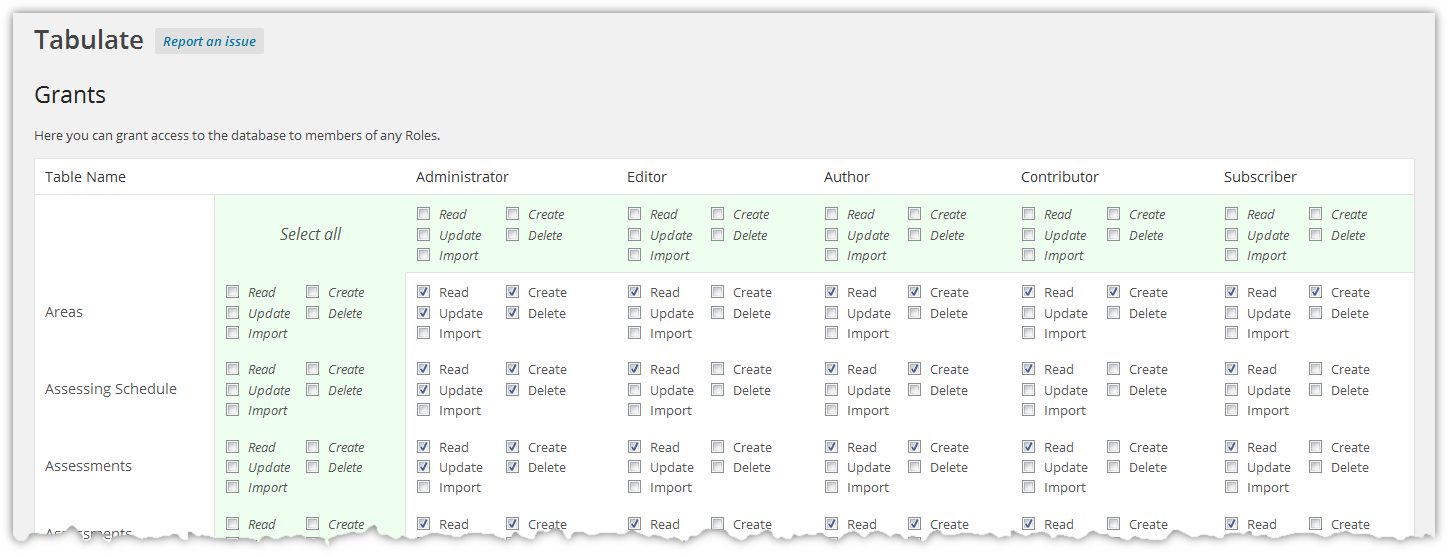 Tabulate Report an issue
Grants
Here you can grant access to the database to members of any Roles.
Table Name Administrator Editor Author Contributor Subscriber
Read Create Read Create Read Create Read Create Read Create
Select all Update Delete Update Delete Update Delete Update Delete Update Delete
Import Import Import Import Import
Read Create Read Create Read Create Read Create Read Create Read Create
Areas Update Delete Update Delete Update Delete Update Delete Update Delete Update Delete
Import Import Import Import Import Import
Read Create Read Create Read Create Read Create Read Create Read Create
Assessing Schedule Update Delete Update Delete Update Delete Update Delete Update Delete Update Delete
Import Import Import Import Import Import
Read Create Read Create Read Create Read Create Read Create Read Create
Assessments Update Delete Update Delete Update Delete Update Delete Update Delete Update Delete
Import Import Import Import Import Import
Read Create Read Create Read Create Read Create Read Create Read Create
Assessments